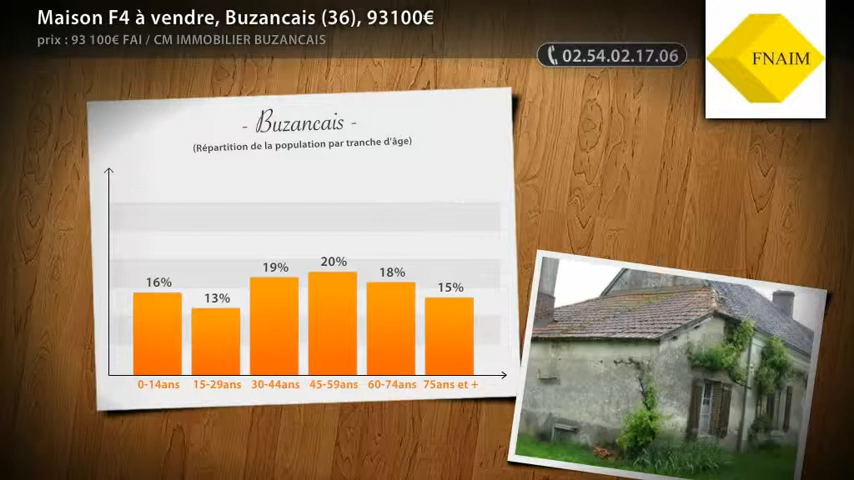 Maison F4 à vendre, Buzancais (36), 93100€
prix : 93 100€ FAI / CM IMMOBILIER BUZANCAIS
02.54.02.17.06
FNAIM
- Buzancais -
(Répartition de la population par tranche d'âge)
16% 13% 19% 20% 18% 15%
0-14ans 15-29ans 30-44ans 45-59ans 60-74ans 75ans et +